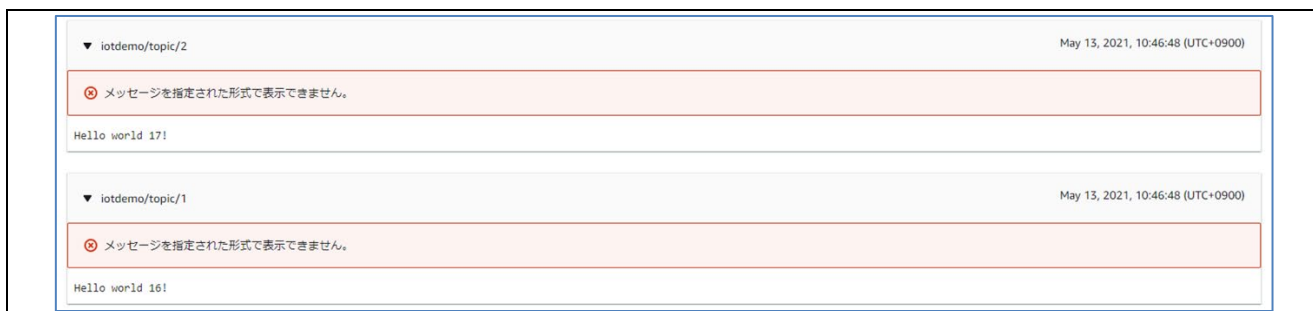 ▼ iotdemo/topic/2 May 13, 2021, 10:46:48 (UTC+0900)
メッセージを指定された形式で表示できません。
Hello world 17!
▼ iotdemo/topic/1 May 13, 2021, 10:46:48 (UTC+0900)
メッセージを指定された形式で表示できません。
Hello world 16!